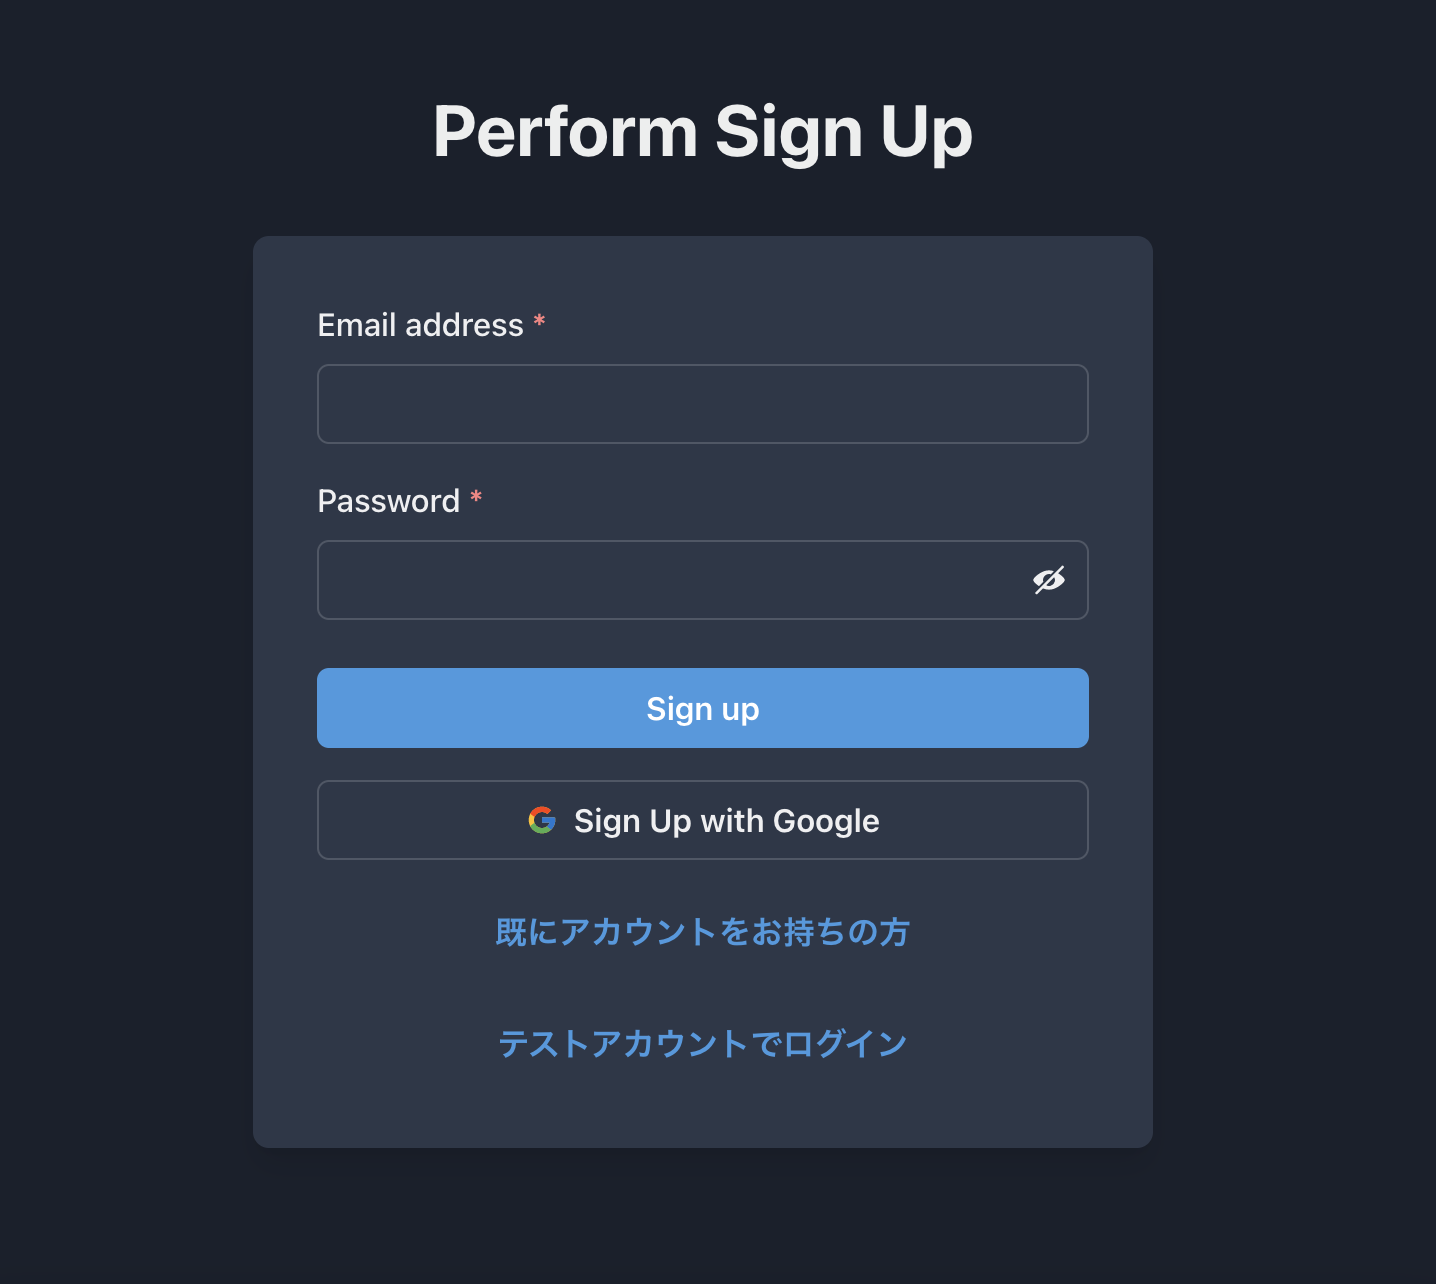 Perform Sign Up
Email address *
Password *
Sign up
Sign Up with Google
既にアカウントをお持ちの方
テストアカウントでログイン